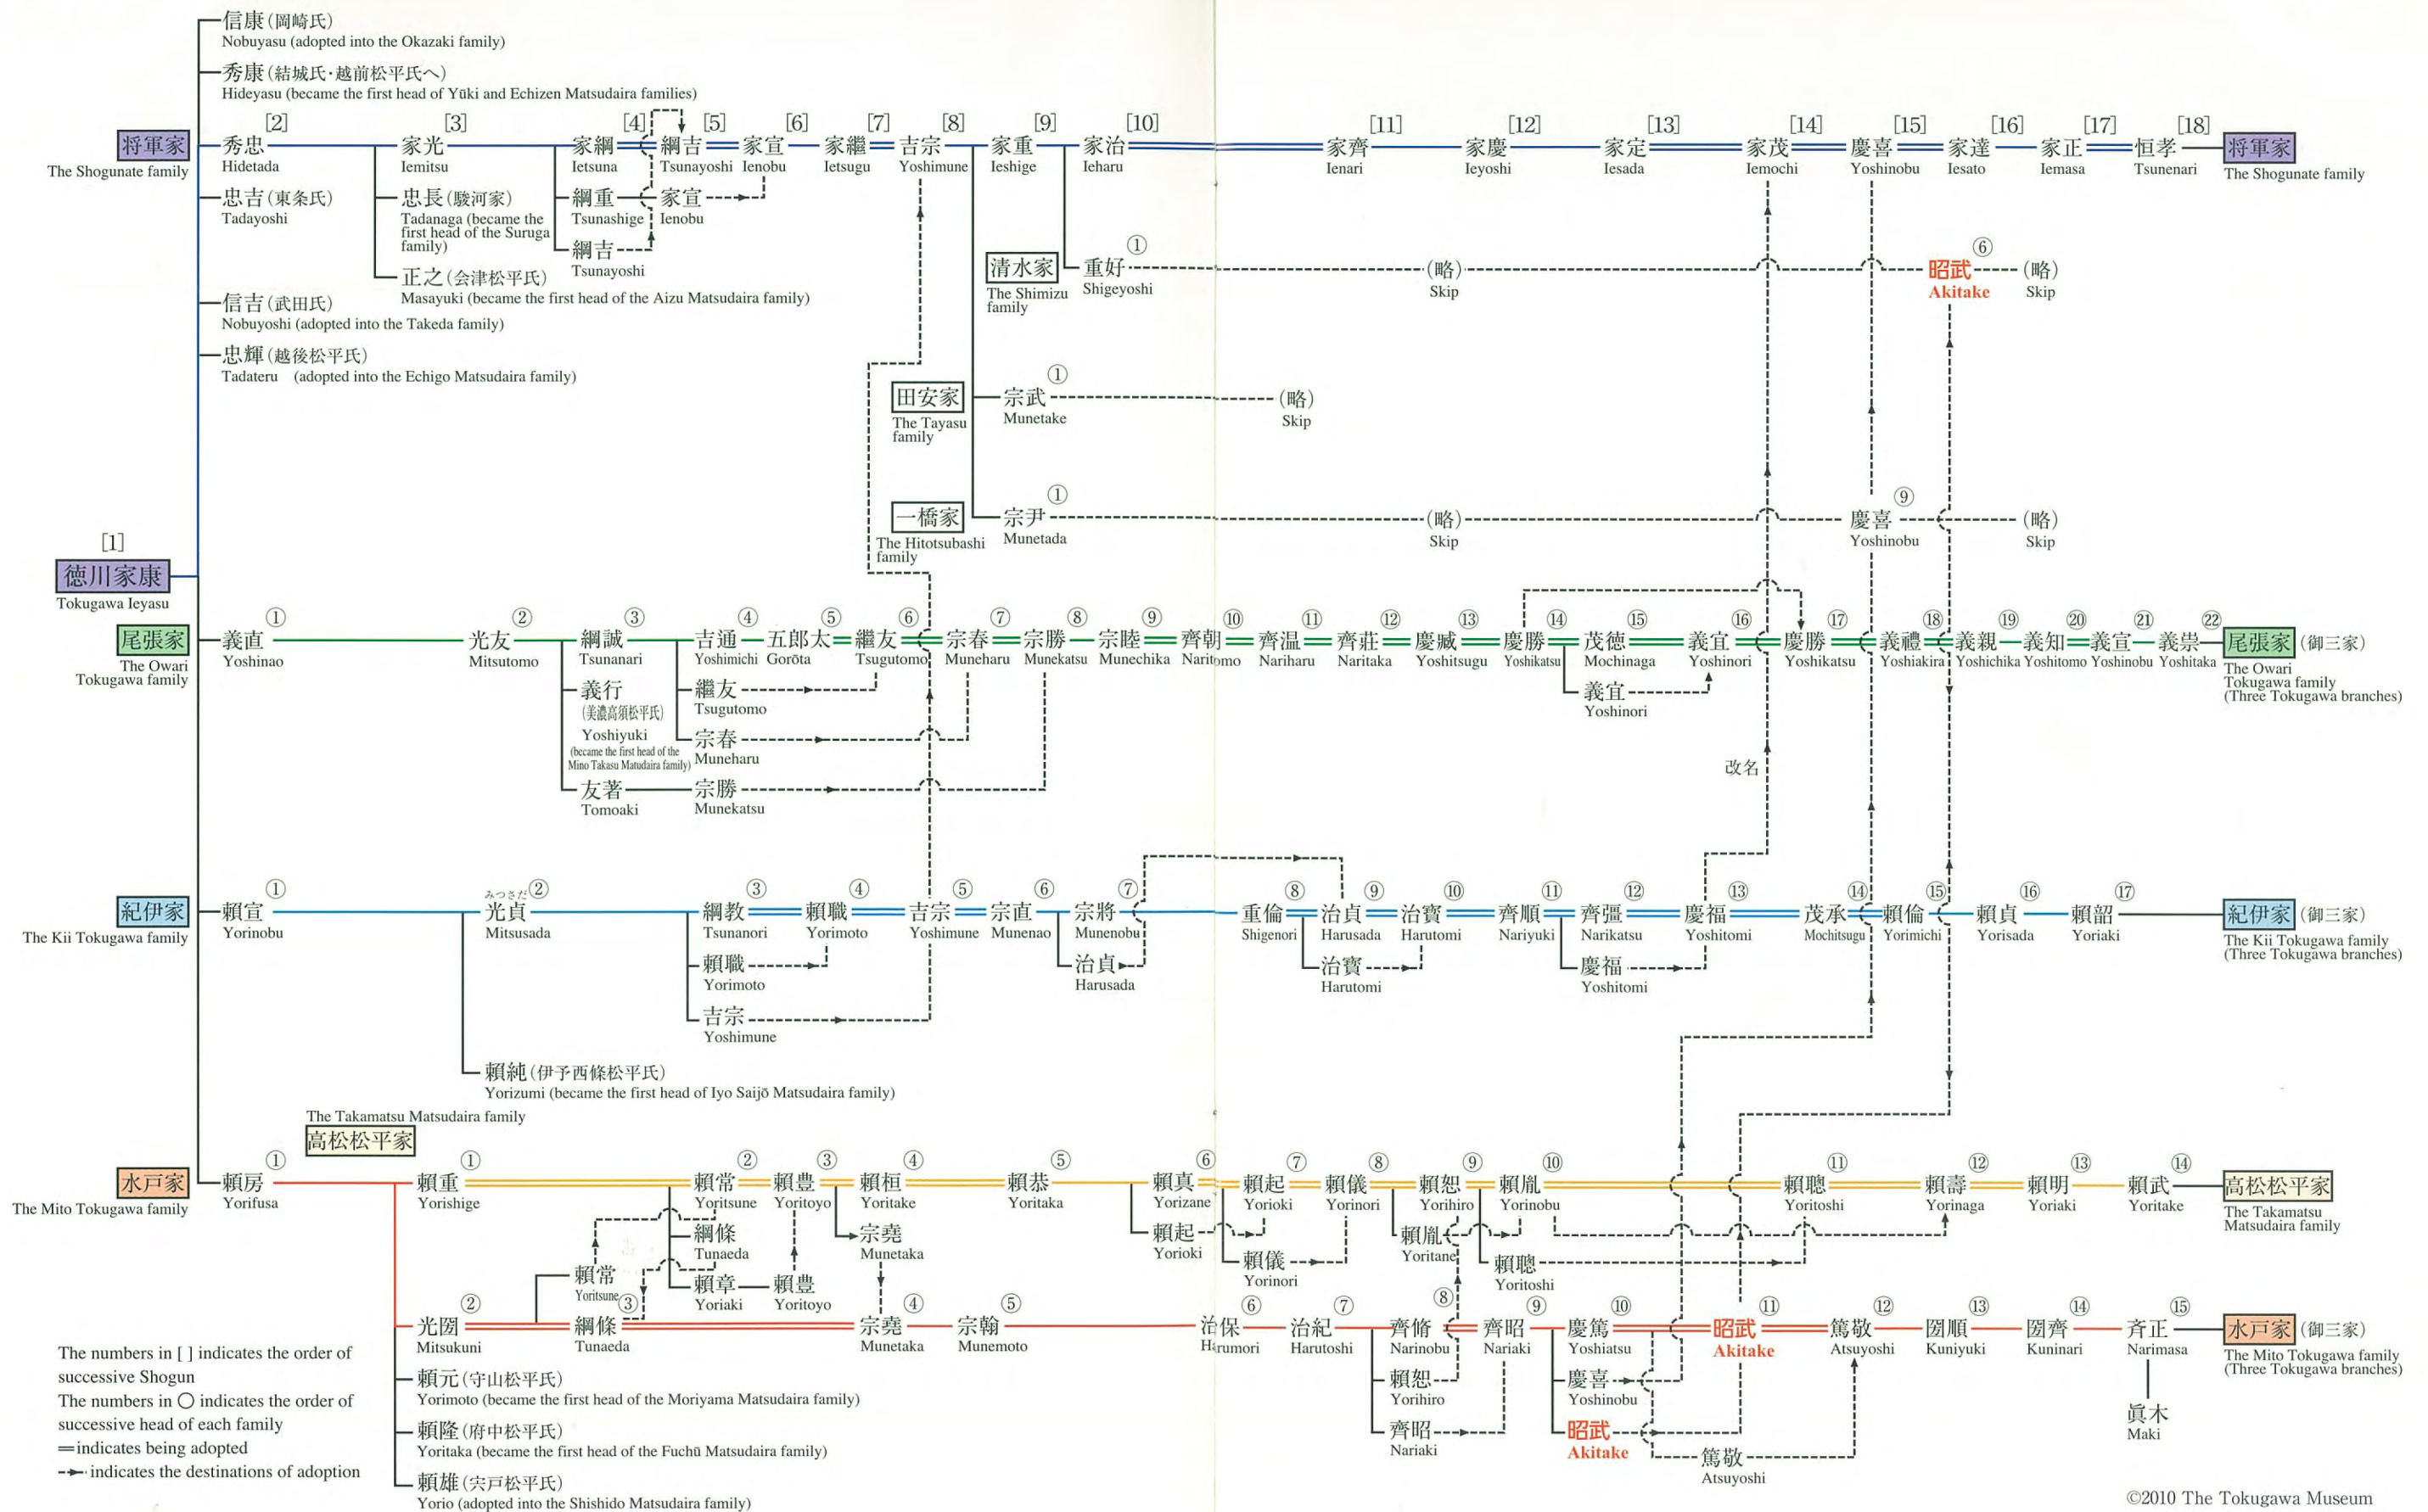 信康(岡崎氏)
Nobuyasu (adopted into the Okazaki family)
秀康(結城氏・越前松平氏へ)
Hideyasu (became the first head of Yūki and Echizen Matsudaira families)
[2] [3] [4] [5] [6] [7] [8] [9] [10] [11] [12] [13] [14] [15] [16] [17] [18]
将軍家 秀忠 家光 家綱 綱吉 家宣 家繼 吉宗 家重 家治 家齊 家慶 家定 家茂 慶喜 家達 家正 恒孝 将軍家
The Shogunate family Hidetada Iemitsu Ietsuna Tsunayoshi Ienobu Ietsugu Yoshimune Ieshige Ieharu Ienari Ieyoshi Iesada Iemochi Yoshinobu Iesato Iemasa Tsunenari The Shogunate family
忠吉(東条氏) 忠長(駿河家) 綱重 家宣
Tadayoshi Tadanaga (became the Tsunashige Ienobu
first head of the Suruga
family)
綱吉
Tsunayoshi
正之(会津松平氏)
Masayuki (became the first head of the Aizu Matsudaira family)
① ⑥
清水家 重好 (略) 昭武 (略)
The Shimizu Shigeyoshi Skip Akitake Skip
family
信吉(武田氏)
Nobuyoshi (adopted into the Takeda family)
忠輝(越後松平氏)
Tadateru (adopted into the Echigo Matsudaira family)
①
田安家 宗武 (略)
The Tayasu Munetake Skip
family
① ⑨
一橋家 宗尹 (略) 慶喜 (略)
The Hitotsubashi Munetada Skip Yoshinobu Skip
family
[1]
徳川家康
Tokugawa Ieyasu
① ② ③ ④ ⑤ ⑥ ⑦ ⑧ ⑨ ⑩ ⑪ ⑫ ⑬ ⑭ ⑮ ⑯ ⑰ ⑱ ⑲ ⑳ ㉑ ㉒
尾張家 義直 光友 綱誠 吉通 五郎太 繼友 宗春 宗勝 宗睦 齊朝 齊温 齊莊 慶臧 慶勝 茂徳 義宜 慶勝 義禮 義親 義知 義宣 義崇 尾張家 (御三家)
The Owari Yoshinao Mitsutomo Tsunanari Yoshimichi Gorōta Tsugutomo Muneharu Munekatsu Munechika Naritomo Nariharu Naritaka Yoshitsugu Yoshikatsu Mochinaga Yoshinori Yoshikatsu Yoshiakira Yoshichika Yoshitomo Yoshinobu Yoshitaka The Owari
Tokugawa family Tokugawa family
(Three Tokugawa branches)
義行 繼友 義宜
(美濃高須松平氏) Tsugutomo Yoshinori
Yoshiyuki 宗春
(became the first head of the Muneharu
Mino Takasu Matudaira family)
友著 宗勝
Tomoaki Munekatsu
改名
① みつさだ ② ③ ④ ⑤ ⑥ ⑦ ⑧ ⑨ ⑩ ⑪ ⑫ ⑬ ⑭ ⑮ ⑯ ⑰
紀伊家 頼宣 光貞 綱教 頼職 吉宗 宗直 宗將 重倫 治貞 治寶 齊順 齊彊 慶福 茂承 頼倫 頼貞 頼韶 紀伊家 (御三家)
The Kii Tokugawa family Yorinobu Mitsusada Tsunanori Yorimoto Yoshimune Munenao Munenobu Shigenori Harusada Harutomi Nariyuki Narikatsu Yoshitomi Mochitsugu Yorimichi Yorisada Yoriaki The Kii Tokugawa family
(Three Tokugawa branches)
頼職 治貞 治寶 慶福
Yorimoto Harusada Harutomi Yoshitomi
吉宗
Yoshimune
頼純(伊予西條松平氏)
Yorizumi (became the first head of Iyo Saijō Matsudaira family)
The Takamatsu Matsudaira family
高松松平家
① ① ② ③ ④ ⑤ ⑥ ⑦ ⑧ ⑨ ⑩ ⑪ ⑫ ⑬ ⑭
水戸家 頼房 頼重 頼常 頼豊 頼桓 頼恭 頼真 頼起 頼儀 頼恕 頼胤 頼聰 頼壽 頼明 頼武 高松松平家
The Mito Tokugawa family Yorifusa Yorishige Yoritsune Yoritoyo Yoritake Yoritaka Yorizane Yorioki Yorinori Yorihiro Yorinobu Yoritoshi Yorinaga Yoriaki Yoritake The Takamatsu
Matsudaira family
綱條 宗堯 頼起 頼胤
Tunaeda Munetaka Yorioki Yoritane
頼常 頼章 頼豊 頼儀 頼聰
Yoritsune Yoriaki Yoritoyo Yorinori Yoritoshi
② ③ ④ ⑤ ⑥ ⑦ ⑧ ⑨ ⑩ ⑪ ⑫ ⑬ ⑭ ⑮
光圀 綱條 宗堯 宗翰 治保 治紀 齊脩 齊昭 慶篤 昭武 篤敬 圀順 圀齊 斉正 水戸家 (御三家)
Mitsukuni Tunaeda Munetaka Munemoto Harumori Harutoshi Narinobu Nariaki Yoshiatsu Akitake Atsuyoshi Kuniyuki Kuninari Narimasa The Mito Tokugawa family
(Three Tokugawa branches)
頼元(守山松平氏) 頼恕 慶喜
Yorimoto (became the first head of the Moriyama Matsudaira family) Yorihiro Yoshinobu
眞木
Maki
頼隆(府中松平氏) 齊昭 昭武
Yoritaka (became the first head of the Fuchū Matsudaira family) Nariaki Akitake
篤敬
Atsuyoshi
頼雄(宍戸松平氏)
Yorio (adopted into the Shishido Matsudaira family)
The numbers in [ ] indicates the order of
successive Shogun
The numbers in ○ indicates the order of
successive head of each family
=indicates being adopted
indicates the destinations of adoption
©2010 The Tokugawa Museum